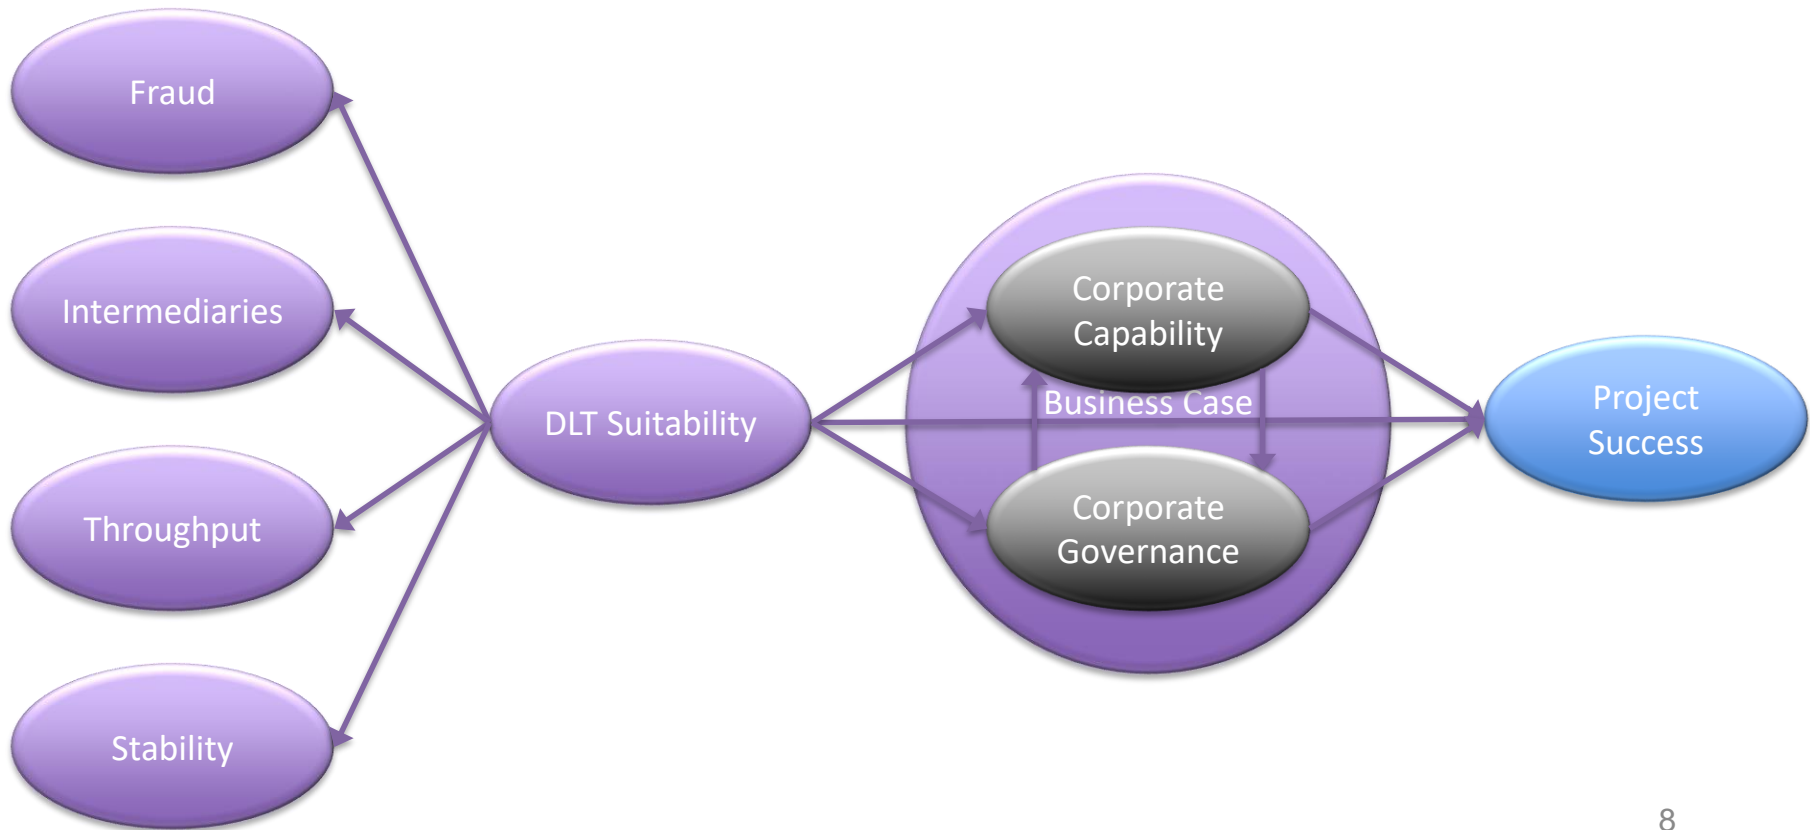 Fraud
Intermediaries
Throughput
Stability
DLT Suitability
Corporate
Capability
Business Case
Corporate
Governance
Project
Success
8